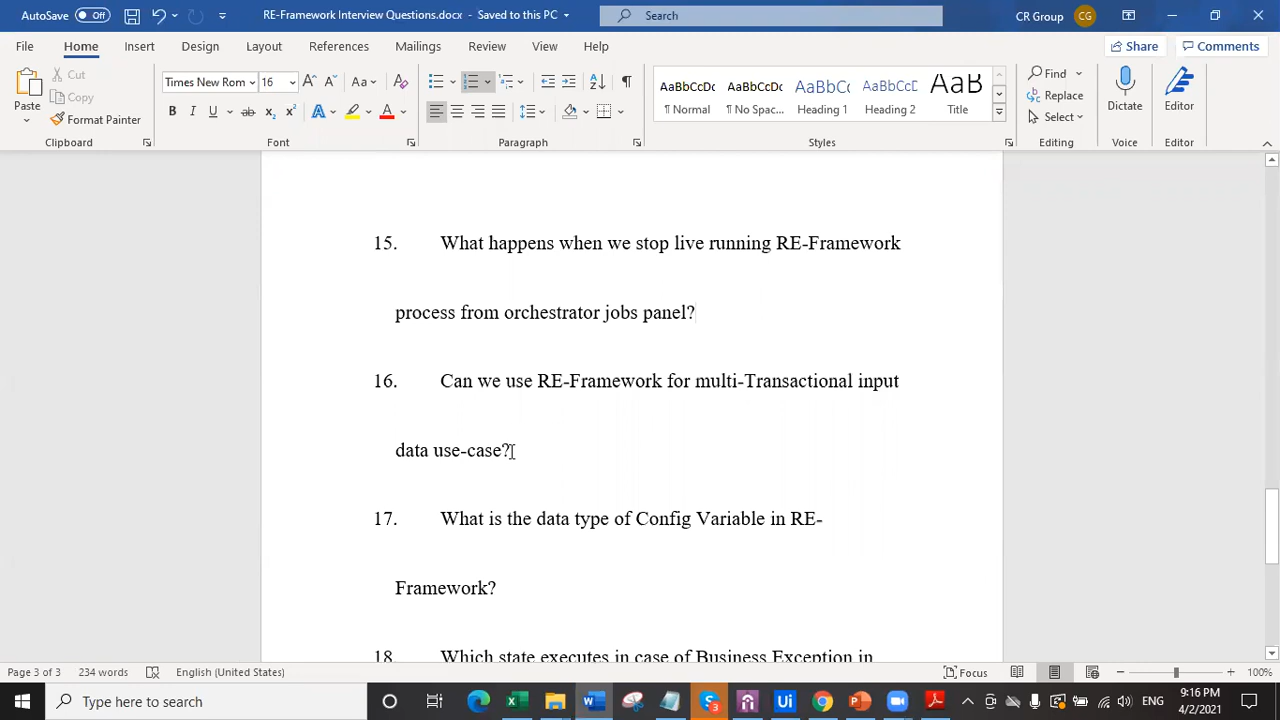 AutoSave Off RE-Framework Interview Questions.docx - Saved to this PC Search CR Group CG
File Home Insert Design Layout References Mailings Review View Help Share Comments
Paste Cut Copy Format Painter
Clipboard
Times New Rom 16
Font
Paragraph
AaBbCcDc AaBbCcDc AaBbCc AaBbCcD AaB
¶ Normal ¶ No Spac... Heading 1 Heading 2 Title
Styles
Find Replace Select
Editing
Dictate
Voice
Editor
Editor
15. What happens when we stop live running RE-Framework
process from orchestrator jobs panel?
16. Can we use RE-Framework for multi-Transactional input
data use-case?
17. What is the data type of Config Variable in RE-
Framework?
18. Which state executes in case of Business Exception in
Page 3 of 3 234 words English (United States) Focus 100%
Type here to search ENG 9:16 PM
4/2/2021